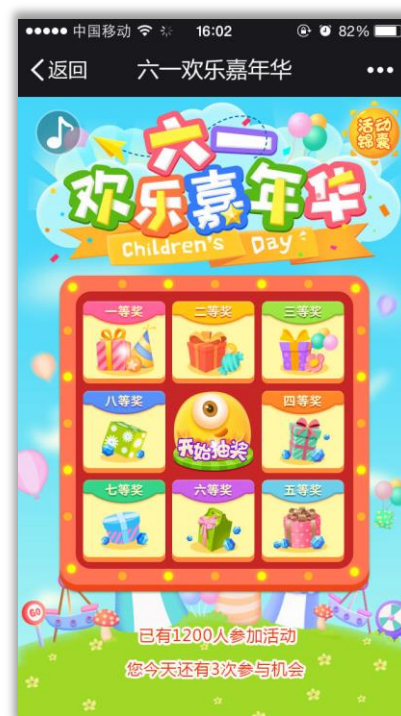 中国移动 16:02 82%
返回 六一欢乐嘉年华
活动
锦囊
六一
欢乐嘉年华
Children's Day
一等奖 二等奖 三等奖
八等奖 开始抽奖 四等奖
七等奖 六等奖 五等奖
GO
已有1200人参加活动
您今天还有3次参与机会